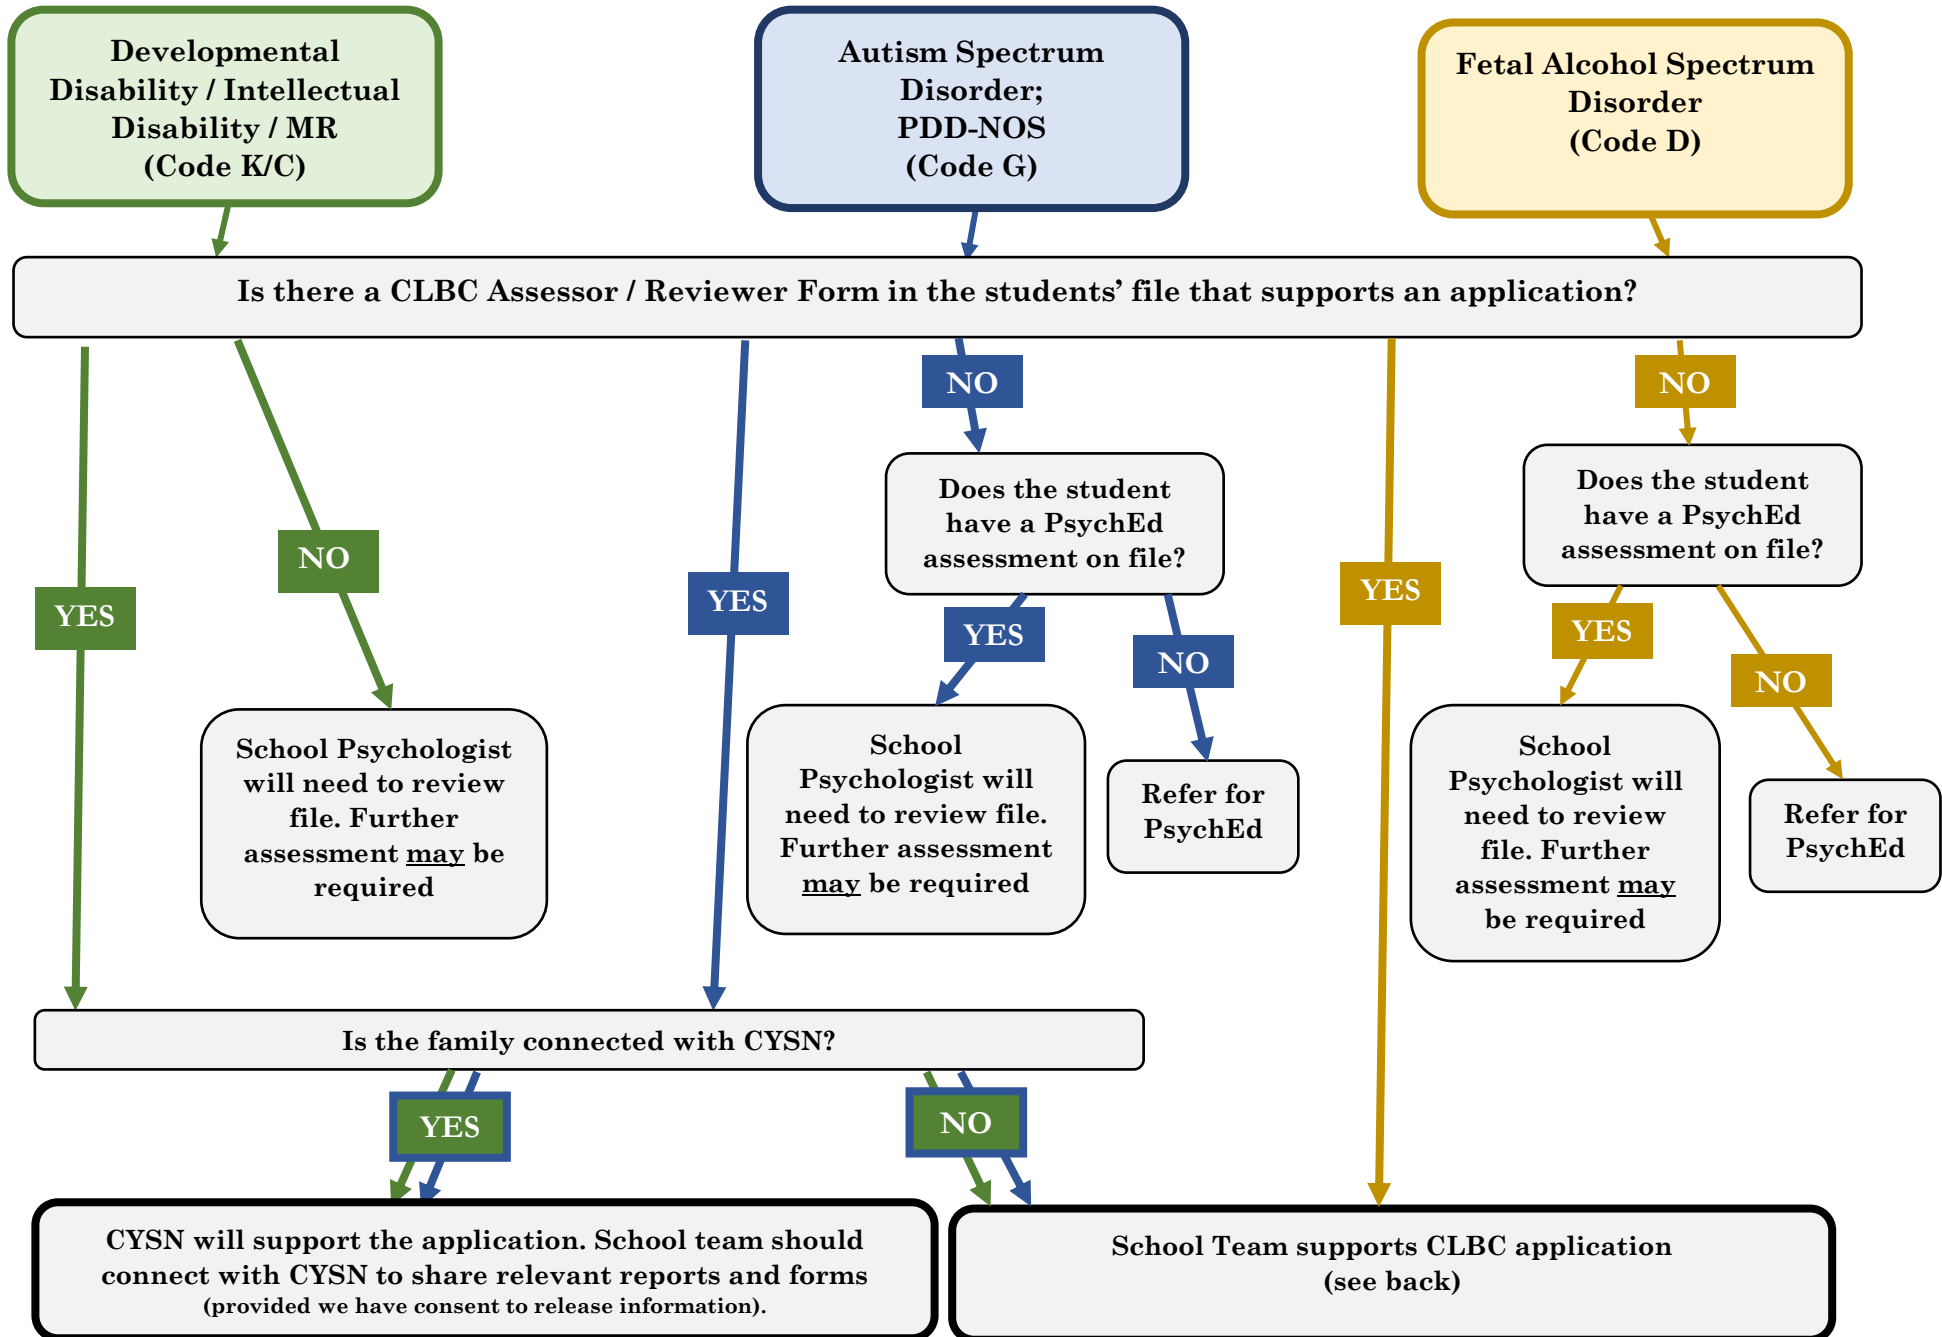 Developmental
Disability / Intellectual
Disability / MR
(Code K/C)
Autism Spectrum
Disorder;
PDD-NOS
(Code G)
Fetal Alcohol Spectrum
Disorder
(Code D)
Is there a CLBC Assessor / Reviewer Form in the students’ file that supports an application?
NO
NO
Does the student
have a PsychEd
assessment on file?
Does the student
have a PsychEd
assessment on file?
NO
YES
YES
YES
YES
NO
YES
NO
School Psychologist
will need to review
file. Further
assessment may be
required
School
Psychologist will
need to review file.
Further assessment
may be required
Refer for
PsychEd
School
Psychologist will
need to review
file. Further
assessment may
be required
Refer for
PsychEd
Is the family connected with CYSN?
YES
NO
CYSN will support the application. School team should
connect with CYSN to share relevant reports and forms
(provided we have consent to release information).
School Team supports CLBC application
(see back)